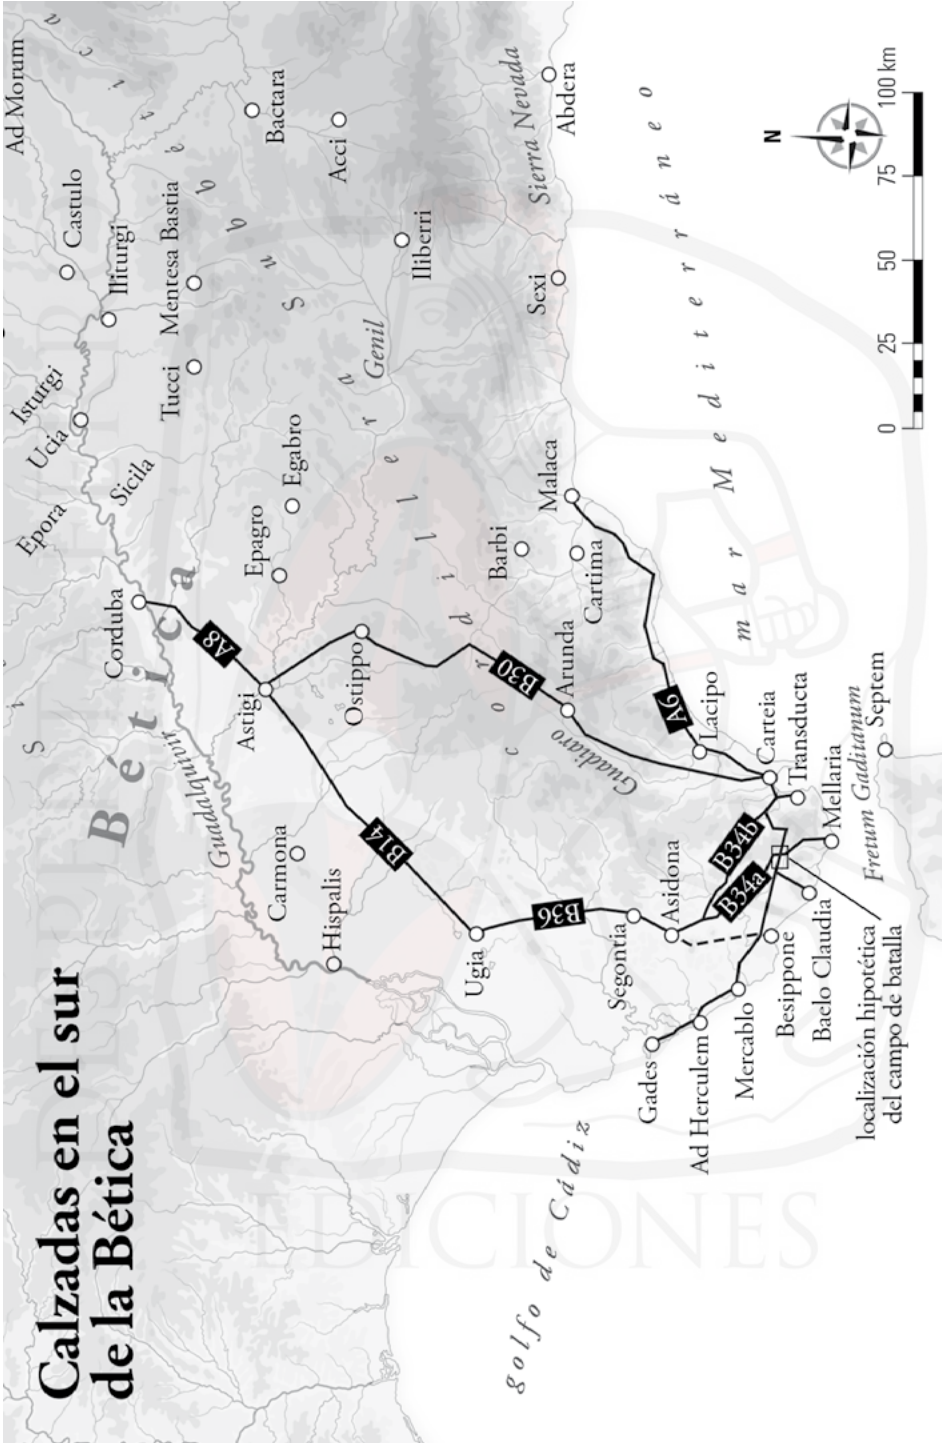 Calzadas en el sur
de la Bética
Ad Morum
Castulo
Iliturgi
Isturgi
Ucia
Epora
Sicila
Corduba
Mentesa Bastia
Tucci
Bactara
Acci
Iliberri
Egabro
Epagro
Bética
Guadalquivir
A8
Astigi
Ostippo
Genil
Subbética
Cordillera
Sierra Nevada
Abdera
Sexi
Malaca
Barbi
Cartima
Carmona
Hispalis
B14
B30
Arunda
Guadiaro
A6
Lacipo
Ugia
B36
Segontia
Asidona
B34b
B34a
Carteia
Transducta
Mellaria
Fretum Gaditanum
Septem
Gades
Ad Herculem
Mercablo
Besippone
Baelo Claudia
localización hipotética
del campo de batalla
golfo de Cádiz
mar Mediterráneo
N
0 25 50 75 100 km
EDICIONES